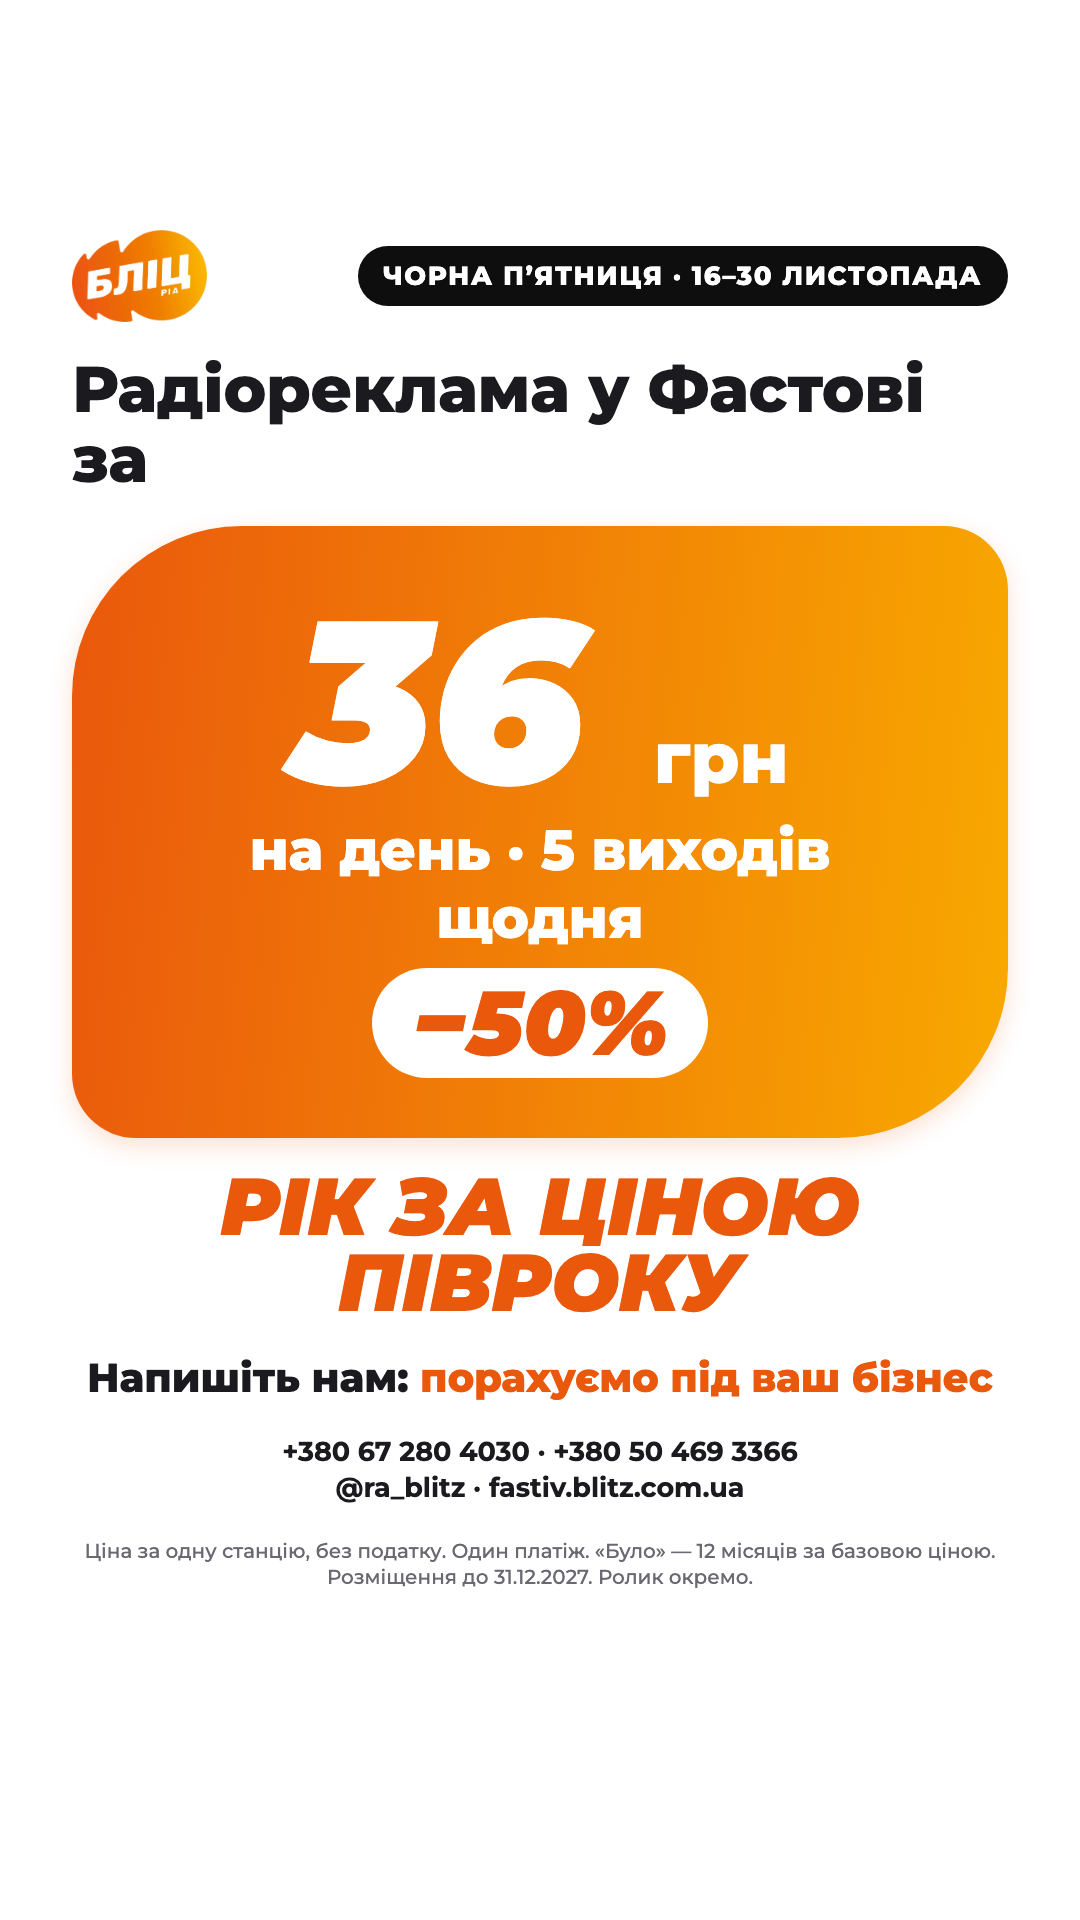 БЛІЦ
РІА
ЧОРНА П’ЯТНИЦЯ · 16–30 ЛИСТОПАДА
Радіореклама у Фастові
за
36 грн
на день · 5 виходів
щодня
–50%
РІК ЗА ЦІНОЮ
ПІВРОКУ
Напишіть нам: порахуємо під ваш бізнес
+380 67 280 4030 · +380 50 469 3366
@ra_blitz · fastiv.blitz.com.ua
Ціна за одну станцію, без податку. Один платіж. «Було» — 12 місяців за базовою ціною.
Розміщення до 31.12.2027. Ролик окремо.